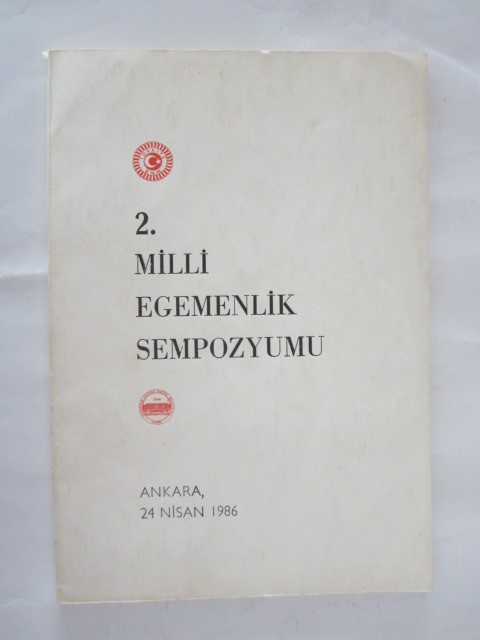 2.
MİLLİ
EGEMENLİK
SEMPOZYUMU
ANKARA,
24 NİSAN 1986